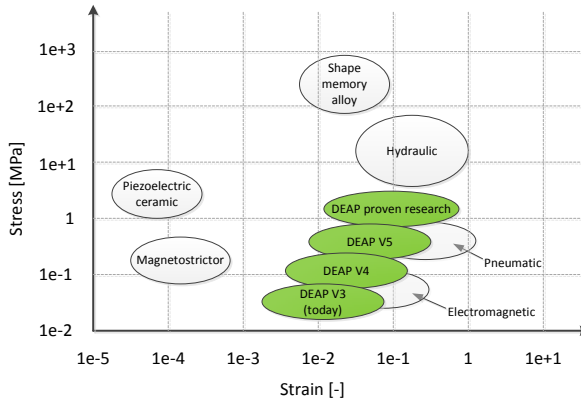 1e+3
1e+2
1e+1
1
1e-1
1e-2
Stress [MPa]
Shape
memory
alloy
Hydraulic
Piezoelectric
ceramic
DEAP proven research
DEAP V5
Magnetostrictor
Pneumatic
DEAP V4
DEAP V3
(today)
Electromagnetic
1e-5
1e-4
1e-3
1e-2
1e-1
1
1e+1
Strain [-]